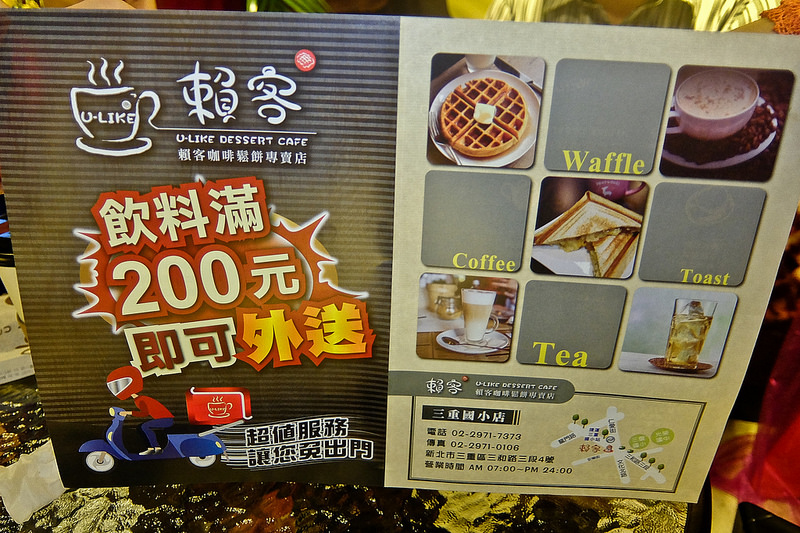 U-LIKE
賴客
U-LIKE DESSERT CAFE
賴客咖啡鬆餅專賣店
飲料滿
200元
即可外送
U-LIKE
超值服務
讓您免出門
Waffle
Coffee
Toast
Tea
賴客
U-LIKE DESSERT CAFE
賴客咖啡鬆餅專賣店
三重國小店
電話 02-2971-7373
傳真 02-2971-0106
新北市三重區三和路三段4號
營業時間 AM 07:00~PM 24:00